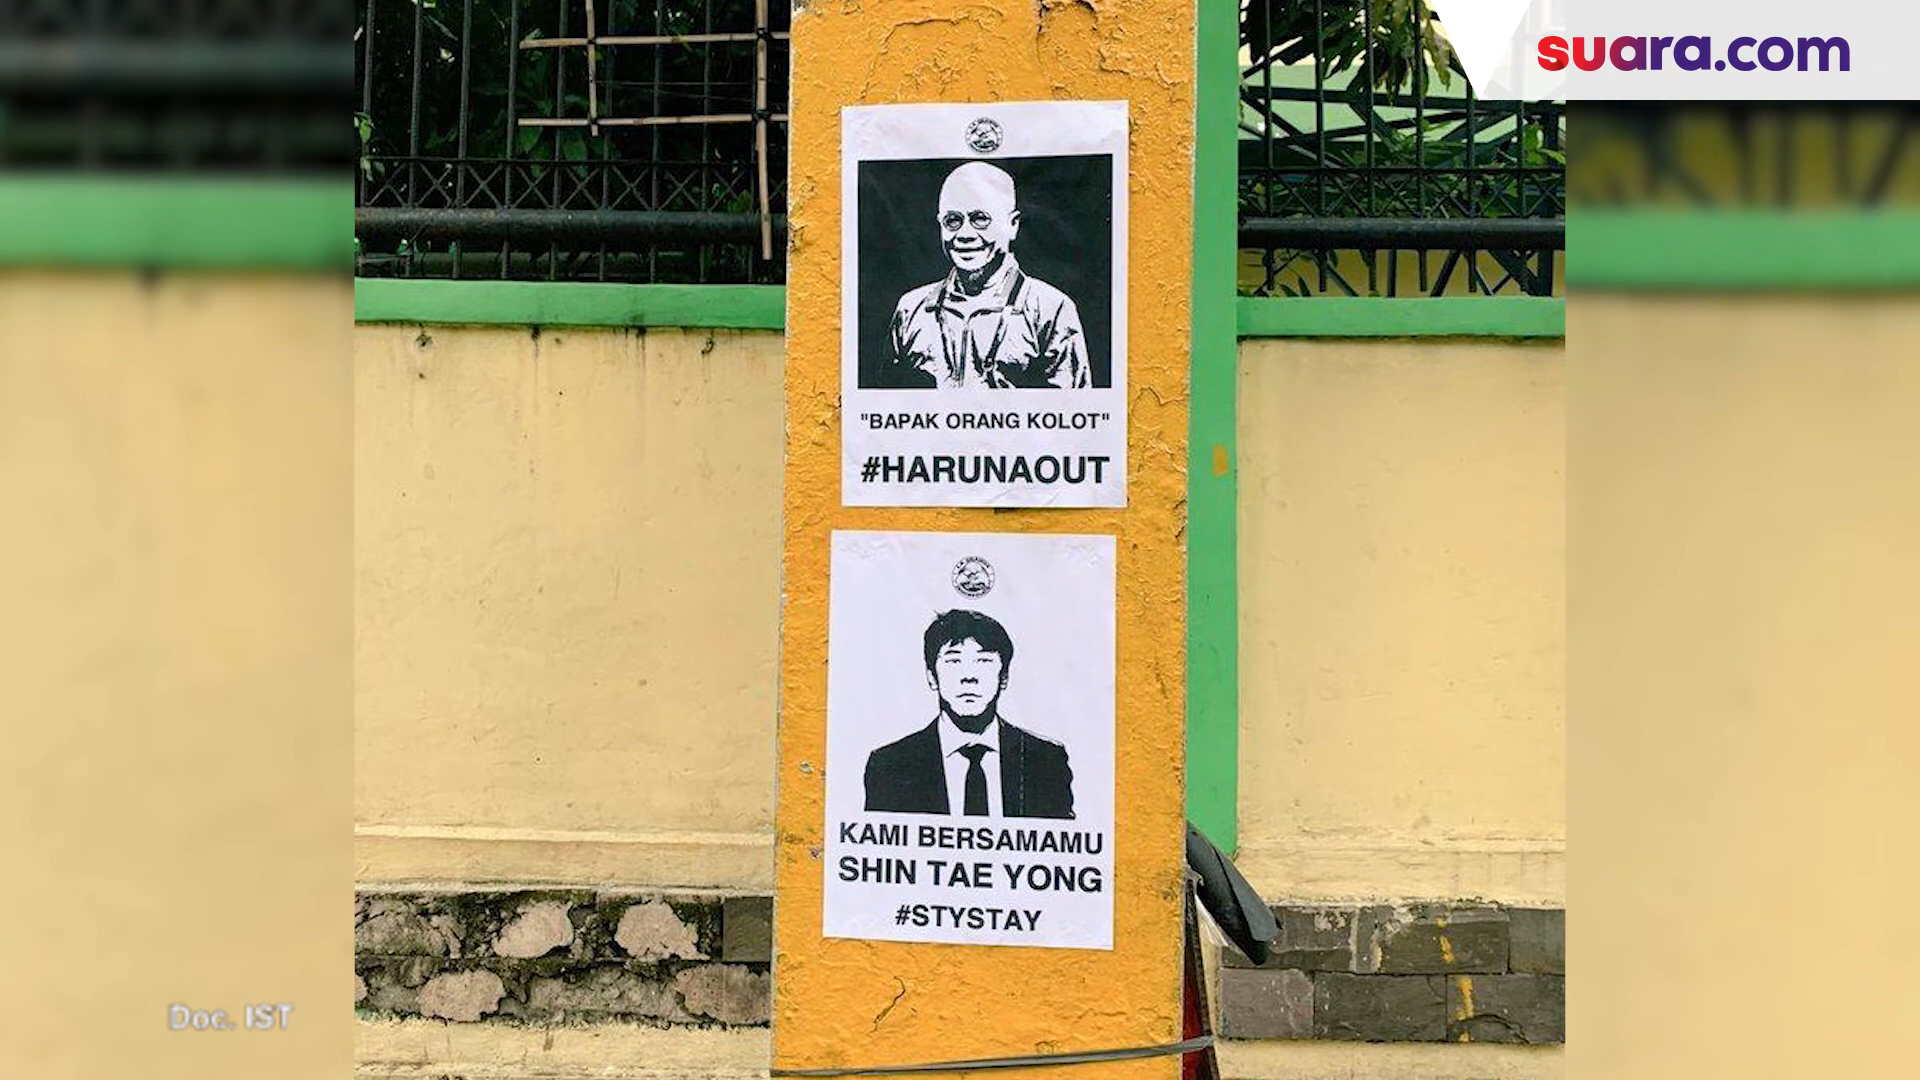 suara.com
"BAPAK ORANG KOLOT"
#HARUNAOUT
KAMI BERSAMAMU
SHIN TAE YONG
#STYSTAY
Doc. IST